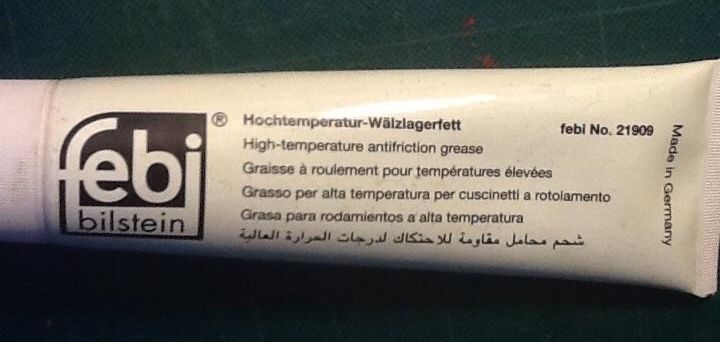 febi
bilstein
®
Hochtemperatur-Wälzlagerfett
febi No. 21909
High-temperature antifriction grease
Graisse à roulement pour températures élevées
Grasso per alta temperatura per cuscinetti a rotolamento
Grasa para rodamientos a alta temperatura
شحم محامل مقاومة للاحتكاك لدرجات الحرارة العالية
Made in Germany